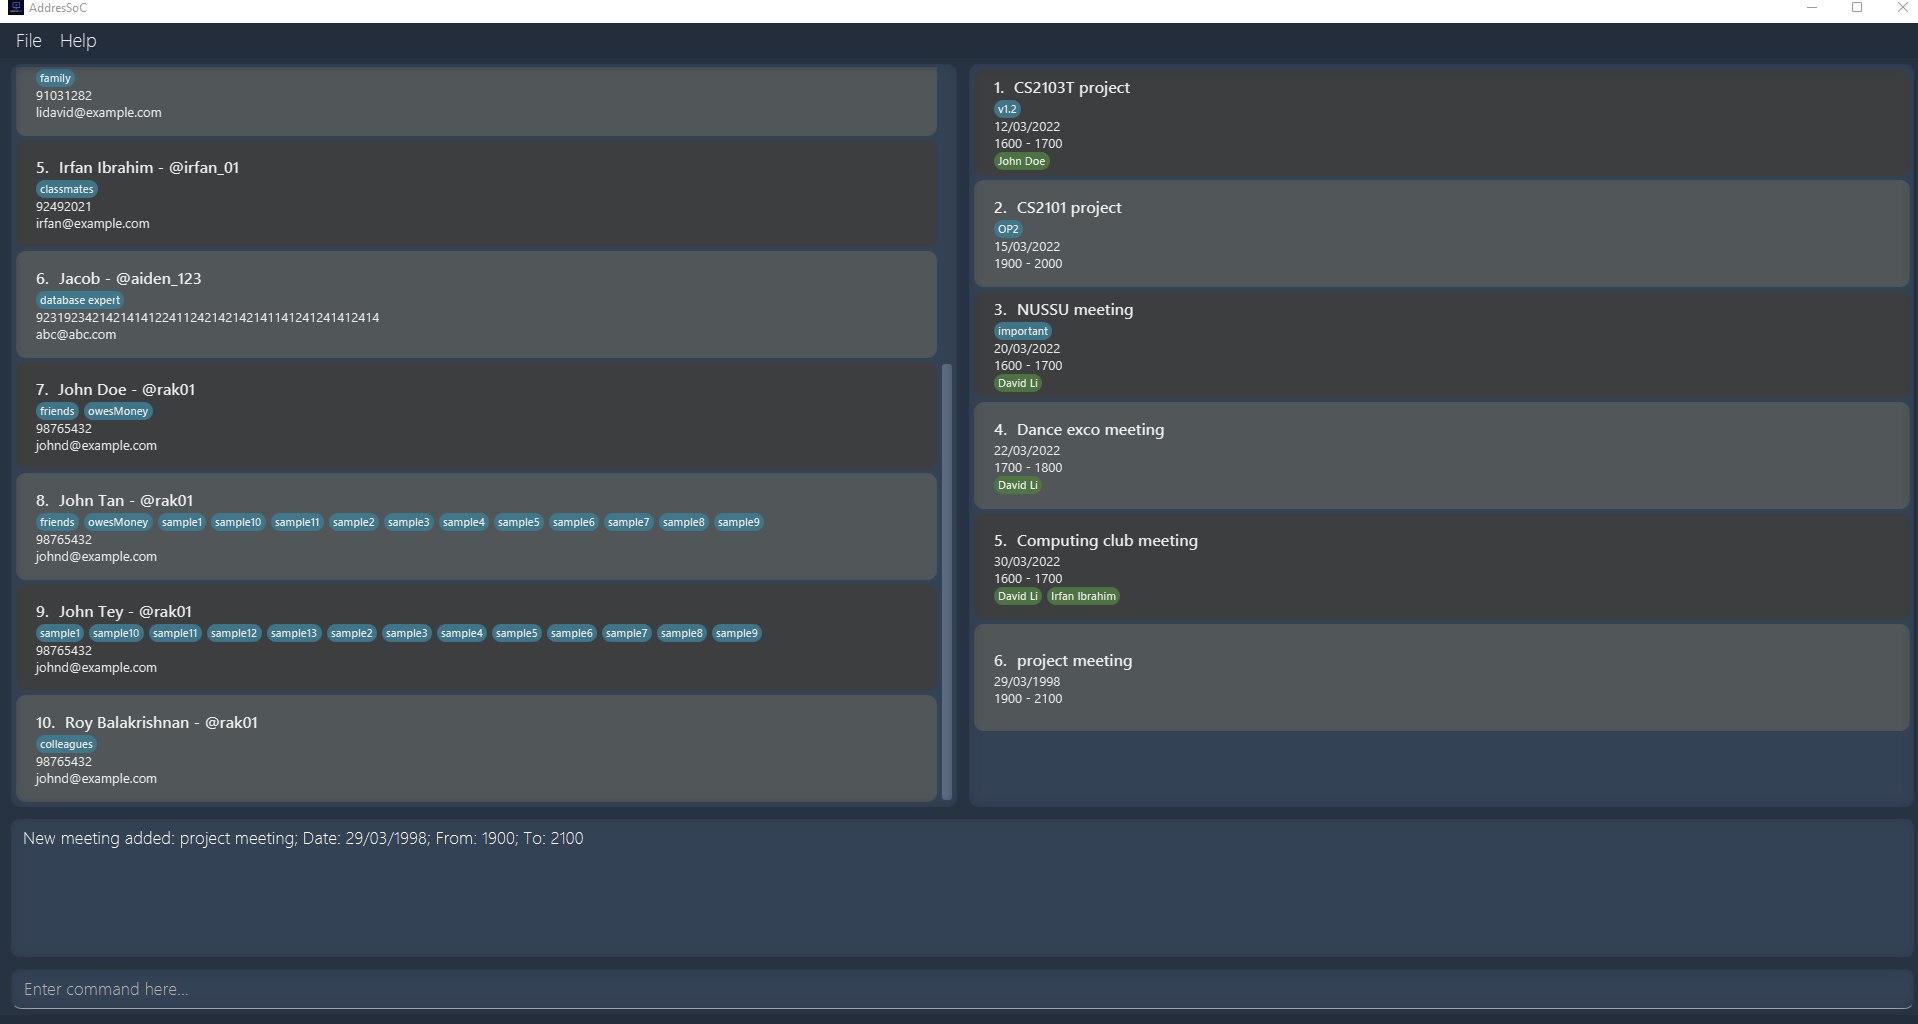 AddresSoC
File Help
family
91031282
lidavid@example.com
5. Irfan Ibrahim - @irfan_01
classmates
92492021
irfan@example.com
6. Jacob - @aiden_123
database expert
92319234214214141224112421421421411412412414124​14
abc@abc.com
7. John Doe - @rak01
friends owesMoney
98765432
johnd@example.com
8. John Tan - @rak01
friends owesMoney sample1 sample10 sample11 sample2 sample3 sample4 sample5 sample6 sample7 sample8 sample9
98765432
johnd@example.com
9. John Tey - @rak01
sample1 sample10 sample11 sample12 sample13 sample2 sample3 sample4 sample5 sample6 sample7 sample8 sample9
98765432
johnd@example.com
10. Roy Balakrishnan - @rak01
colleagues
98765432
johnd@example.com
1. CS2103T project
v1.2
12/03/2022
1600 - 1700
John Doe
2. CS2101 project
OP2
15/03/2022
1900 - 2000
3. NUSSU meeting
important
20/03/2022
1600 - 1700
David Li
4. Dance exco meeting
22/03/2022
1700 - 1800
David Li
5. Computing club meeting
30/03/2022
1600 - 1700
David Li Irfan Ibrahim
6. project meeting
29/03/1998
1900 - 2100
New meeting added: project meeting; Date: 29/03/1998; From: 1900; To: 2100
Enter command here...